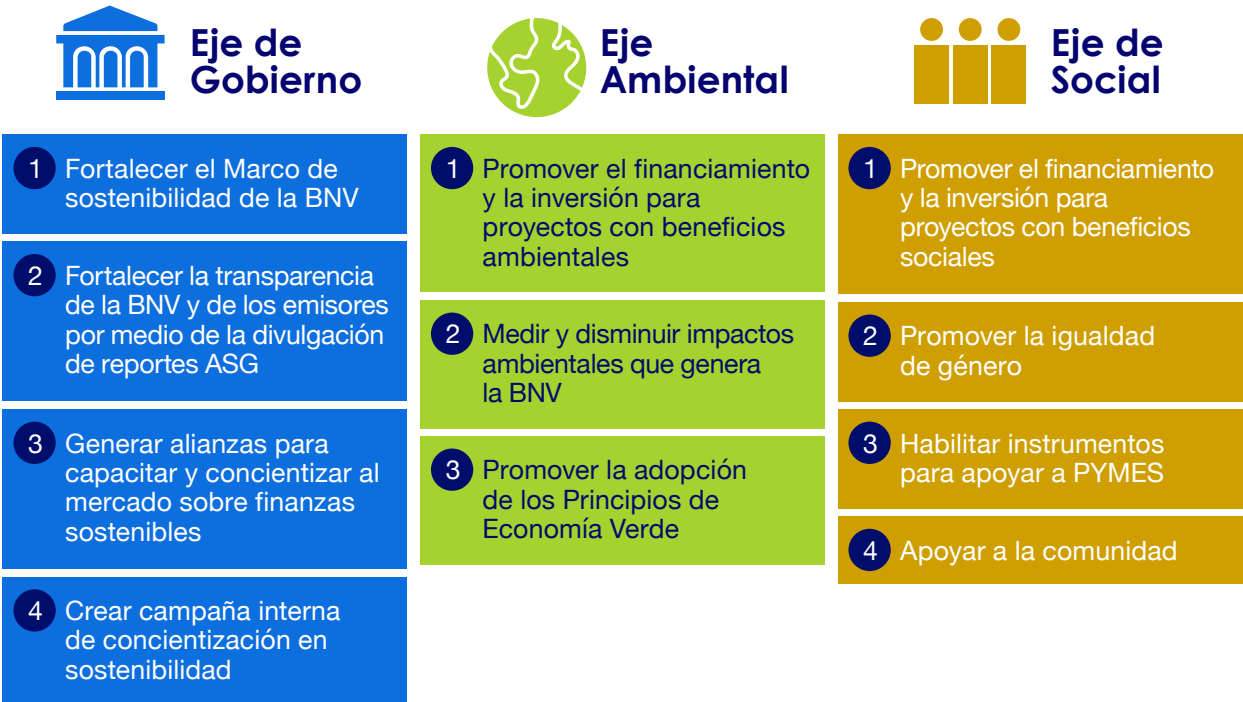 Eje de
Gobierno
1 Fortalecer el Marco de
sostenibilidad de la BNV
2 Fortalecer la transparencia
de la BNV y de los emisores
por medio de la divulgación
de reportes ASG
3 Generar alianzas para
capacitar y concientizar al
mercado sobre finanzas
sostenibles
4 Crear campaña interna
de concientización en
sostenibilidad
Eje
Ambiental
1 Promover el financiamiento
y la inversión para
proyectos con beneficios
ambientales
2 Medir y disminuir impactos
ambientales que genera
la BNV
3 Promover la adopción
de los Principios de
Economía Verde
Eje de
Social
1 Promover el financiamiento
y la inversión para
proyectos con beneficios
sociales
2 Promover la igualdad
de género
3 Habilitar instrumentos
para apoyar a PYMES
4 Apoyar a la comunidad